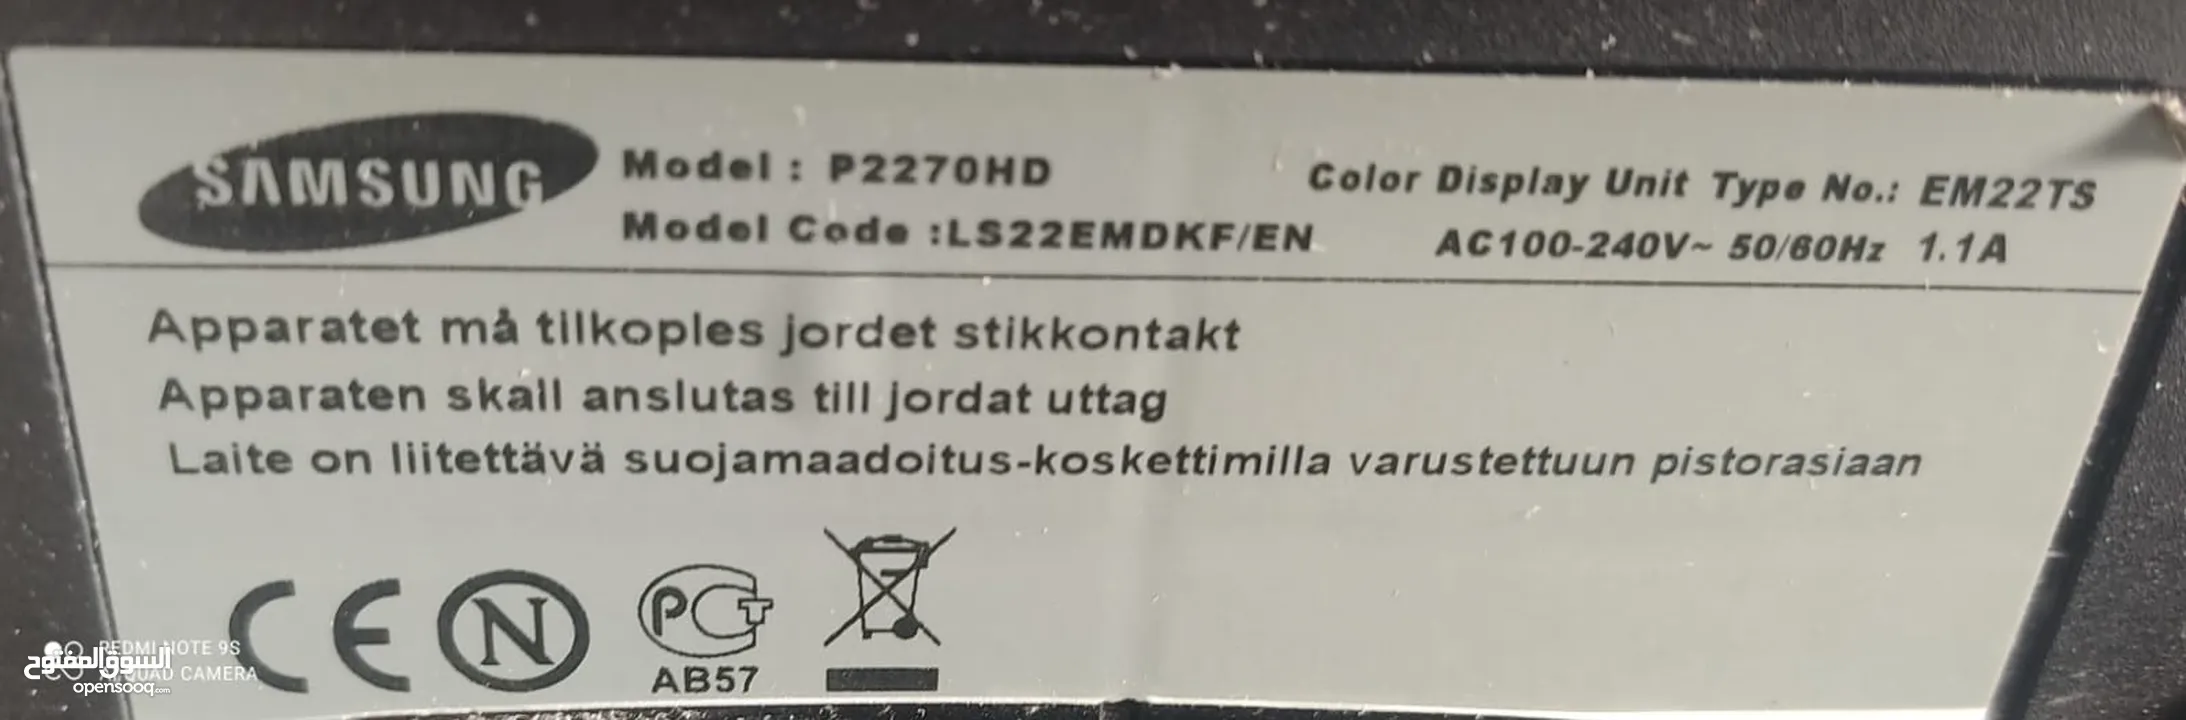 SAMSUNG
Model : P2270HD
Model Code :LS22EMDKF/EN
Color Display Unit Type No.: EM22TS
AC100-240V~ 50/60Hz 1.1A
Apparatet må tilkoples jordet stikkontakt
Apparaten skall anslutas till jordat uttag
Laite on liitettävä suojamaadoitus-koskettimilla varustettuun pistorasiaan
CE N PCT
AB57
REDMI NOTE 9S
AI QUAD CAMERA
السوق المفتوح
opensooq.com